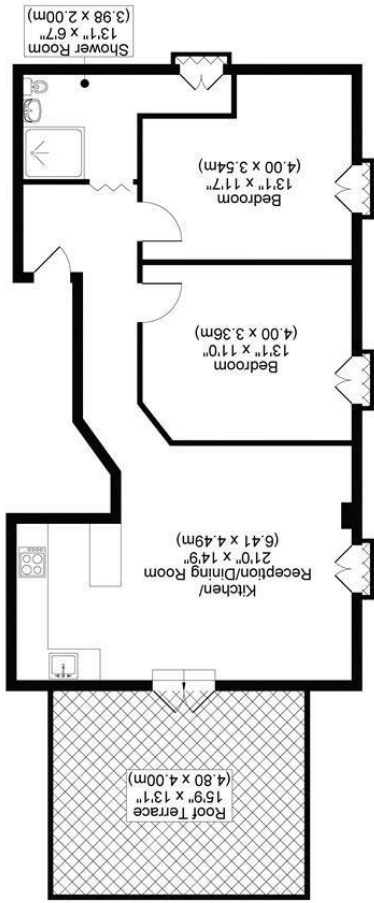 Roof Terrace
15'9" x 13'1"
(4.80 x 4.00m)
Kitchen/
Reception/Dining Room
21'0" x 14'9"
(6.41 x 4.49m)
Bedroom
13'1" x 11'0"
(4.00 x 3.36m)
Bedroom
13'1" x 11'7"
(4.00 x 3.54m)
Shower Room
13'1" x 6'7"
(3.98 x 2.00m)